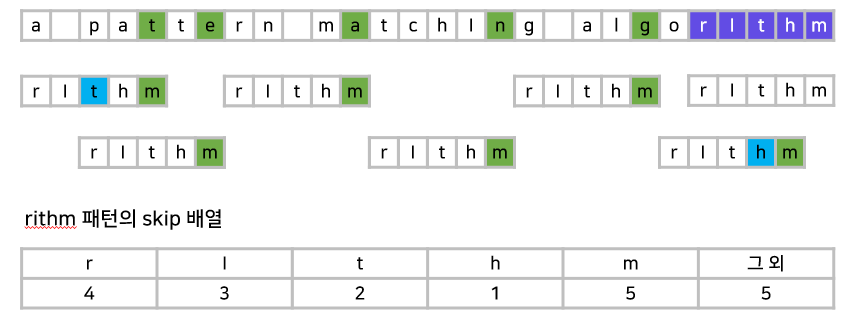 a p a t t e r n m a t c h I n g a l g o r I t h m
r I t h m r I t h m r I t h m r I t h m
r I t h m r I t h m r I t h m
rithm 패턴의 skip 배열
r I t h m 그 외
4 3 2 1 5 5